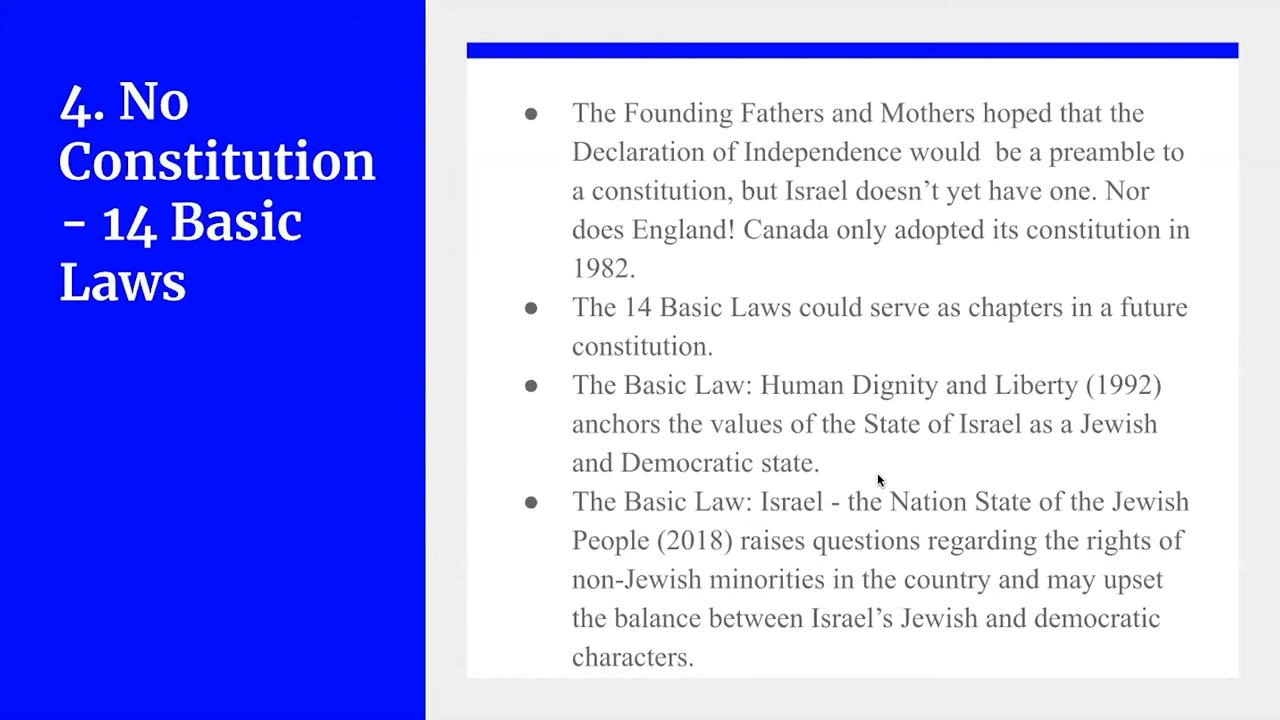 4. No
Constitution
- 14 Basic
Laws
● The Founding Fathers and Mothers hoped that the
Declaration of Independence would  be a preamble to
a constitution, but Israel doesn’t yet have one. Nor
does England! Canada only adopted its constitution in
1982.
● The 14 Basic Laws could serve as chapters in a future
constitution.
● The Basic Law: Human Dignity and Liberty (1992)
anchors the values of the State of Israel as a Jewish
and Democratic state.
● The Basic Law: Israel - the Nation State of the Jewish
People (2018) raises questions regarding the rights of
non-Jewish minorities in the country and may upset
the balance between Israel’s Jewish and democratic
characters.